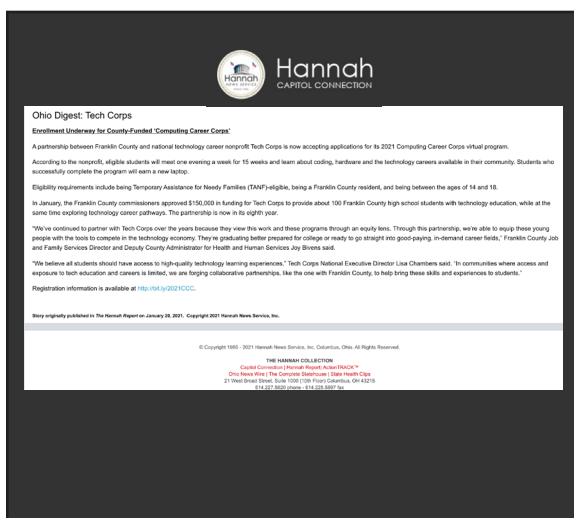 Hannah
NEWS SERVICE
Hannah
CAPITOL CONNECTION
Ohio Digest: Tech Corps
Enrollment Underway for County-Funded 'Computing Career Corps'
A partnership between Franklin County and national technology career nonprofit Tech Corps is now accepting applications for its 2021 Computing Career Corps virtual program.
According to the nonprofit, eligible students will meet one evening a week for 15 weeks and learn about coding, hardware and the technology careers available in their community. Students who
successfully complete the program will earn a new laptop.
Eligibility requirements include being Temporary Assistance for Needy Families (TANF)-eligible, being a Franklin County resident, and being between the ages of 14 and 18.
In January, the Franklin County commissioners approved $150,000 in funding for Tech Corps to provide about 100 Franklin County high school students with technology education, while at the
same time exploring technology career pathways. The partnership is now in its eighth year.
"We've continued to partner with Tech Corps over the years because they view this work and these programs through an equity lens. Through this partnership, we're able to equip these young
people with the tools to compete in the technology economy. They're graduating better prepared for college or ready to go straight into good-paying, in-demand career fields," Franklin County Job
and Family Services Director and Deputy County Administrator for Health and Human Services Joy Bivens said.
"We believe all students should have access to high-quality technology learning experiences," Tech Corps National Executive Director Lisa Chambers said. "In communities where access and
exposure to tech education and careers is limited, we are forging collaborative partnerships, like the one with Franklin County, to help bring these skills and experiences to students."
Registration information is available at http://bit.ly/2021CCC.
Story originally published in The Hannah Report on January 28, 2021. Copyright 2021 Hannah News Service, Inc.
© Copyright 1985 - 2021 Hannah News Service, Inc. Columbus, Ohio. All Rights Reserved.
THE HANNAH COLLECTION
Capitol Connection | Hannah Report| ActionTRACK™
Ohio News Wire | The Complete Statehouse | State Health Clips
21 West Broad Street, Suite 1000 (10th Floor) Columbus, OH 43215
614.227.5820 phone - 614.228.5897 fax